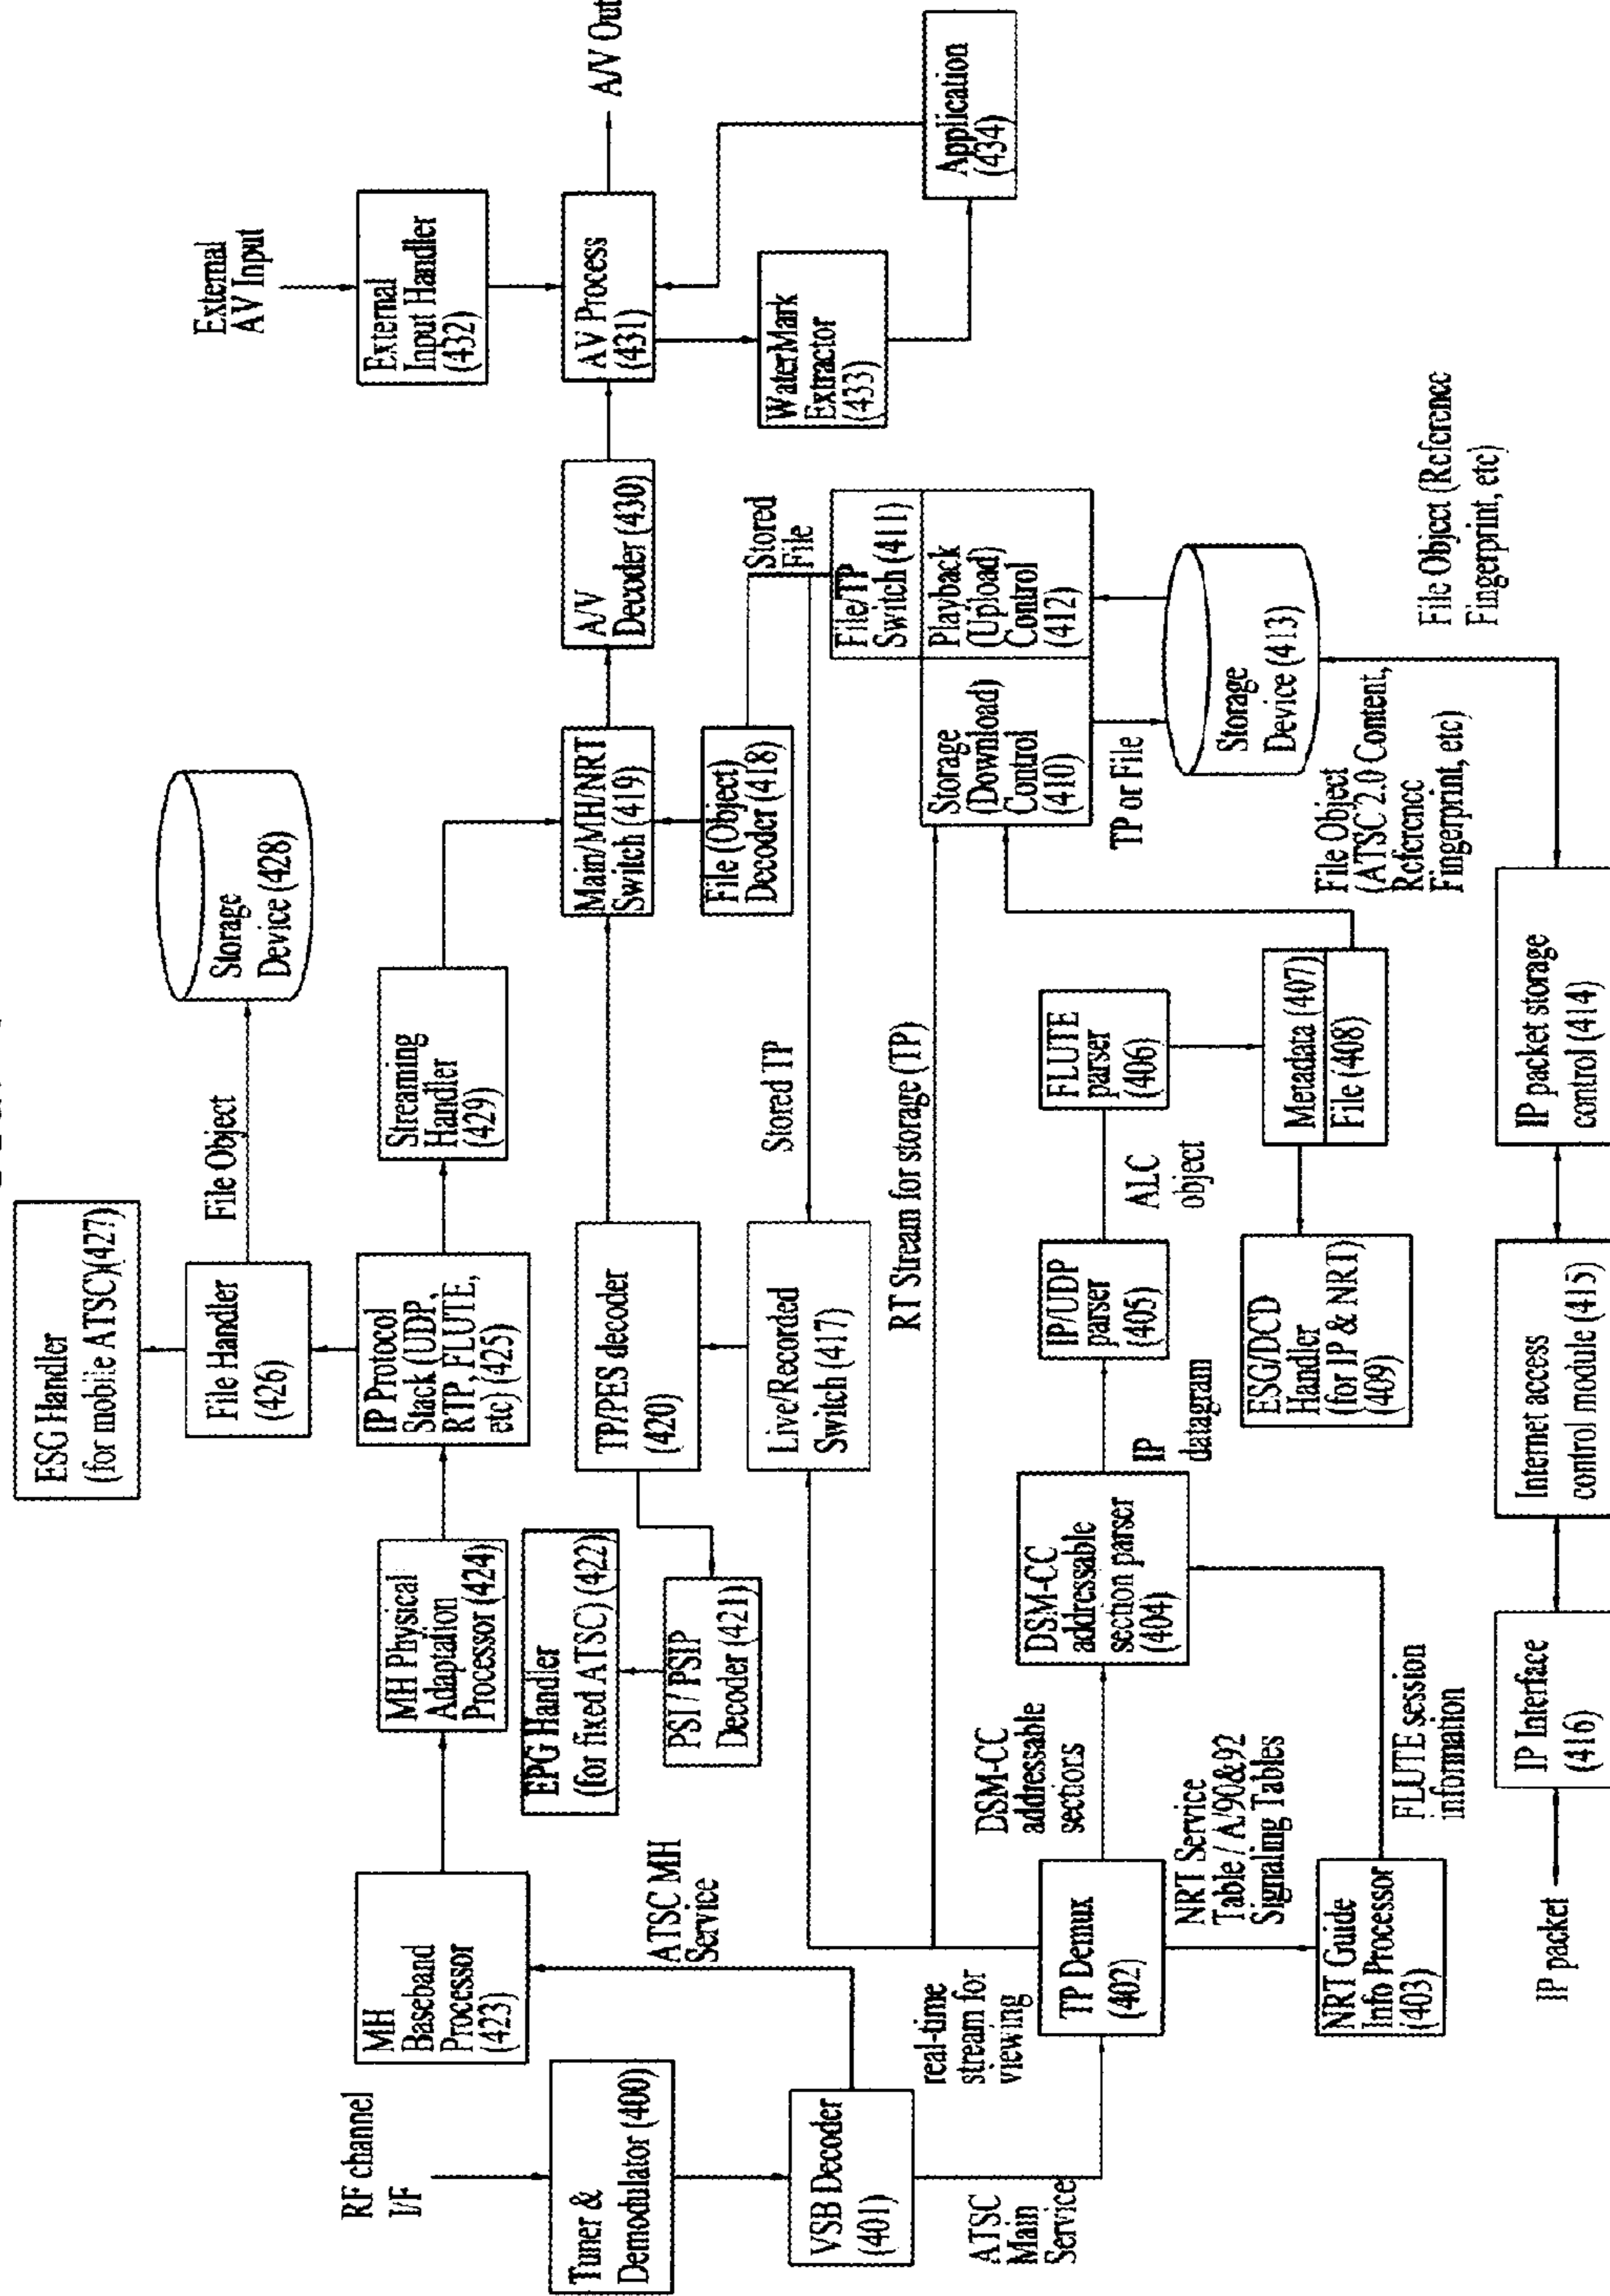 ESG Handler
(for mobile ATSC)(427)
File Object
Storage
Device (428)
File Handler
(426)
IP Protocol
Stack (UDP,
RTP, FLUTE,
etc) (425)
Streaming
Handler
(429)
MH Physical
Adaptation
Processor (424)
MH
Baseband
Processor
(423)
RF channel
I/F
Tuner &
Demodulator (400)
VSB Decoder
(401)
ATSC MH
Service
ATSC
Main
Service
EPG Handler
(for fixed ATSC) (422)
PSI / PSIP
Decoder (421)
TP/PES decoder
(420)
Live/Recorded
Switch (417)
Main/MH/NRT
Switch (419)
File (Object)
Decoder (418)
A/V
Decoder (430)
External
AV Input
External
Input Handler
(432)
AV Process
(431)
A/V Out
WaterMark
Extractor
(433)
Application
(434)
Stored
File
Stored TP
RT Stream for storage (TP)
File/TP
Switch (411)
Playback
(Upload)
Control
(412)
Storage
(Download)
Control
(410)
TP or File
Storage
Device (413)
real-time
stream for
viewing
TP Demux
(402)
DSM-CC
addressable
sections
DSM-CC
addressable
section parser
(404)
IP
datagram
IP/UDP
parser
(405)
ALC
object
FLUTE
parser
(406)
Metadata (407)
File (408)
ESG/DCD
Handler
(for IP & NRT)
(409)
NRT Service
Table / A/90&92
Signaling Tables
NRT Guide
Info Processor
(403)
FLUTE session
information
File Object
(ATSC 2.0 Content,
Reference
Fingerprint, etc)
File Object (Reference
Fingerprint, etc)
IP packet
IP Interface
(416)
Internet access
control module (415)
IP packet storage
control (414)